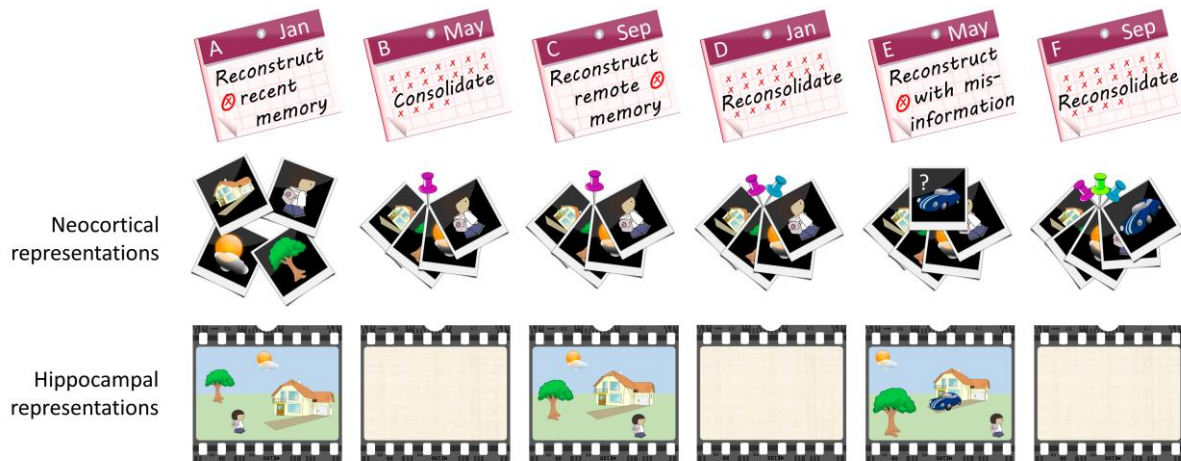 A Jan
Reconstruct
recent
memory
B May
Consolidate
C Sep
Reconstruct
remote
memory
D Jan
Reconsolidate
E May
Reconstruct
with mis-
information
F Sep
Reconsolidate
Neocortical
representations
?
Hippocampal
representations